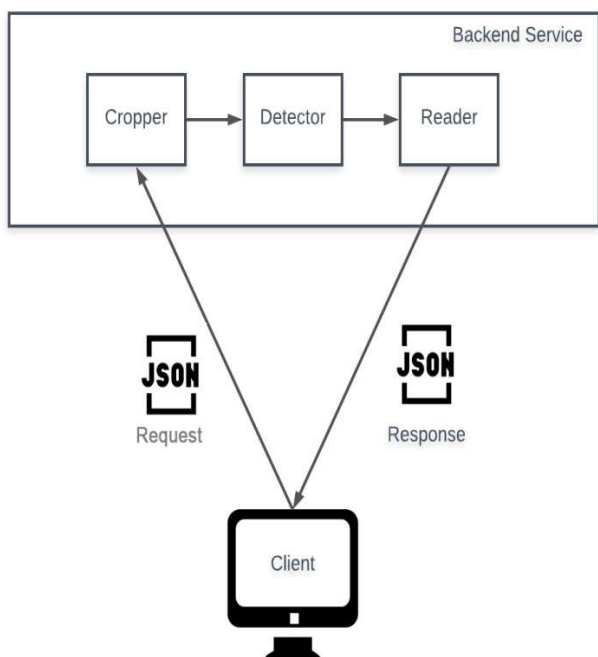 Backend Service
Cropper
Detector
Reader
JSON
JSON
Request
Response
Client